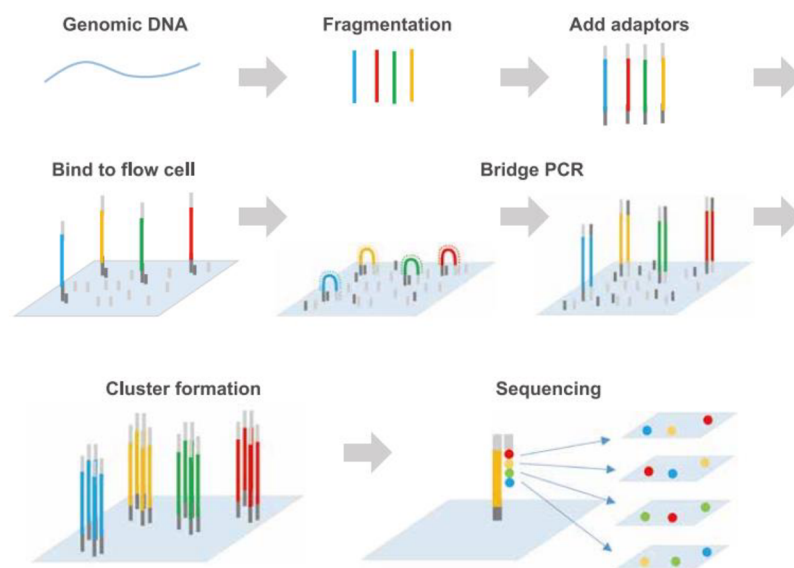 Genomic DNA
Fragmentation
Add adaptors
Bind to flow cell
Bridge PCR
Cluster formation
Sequencing